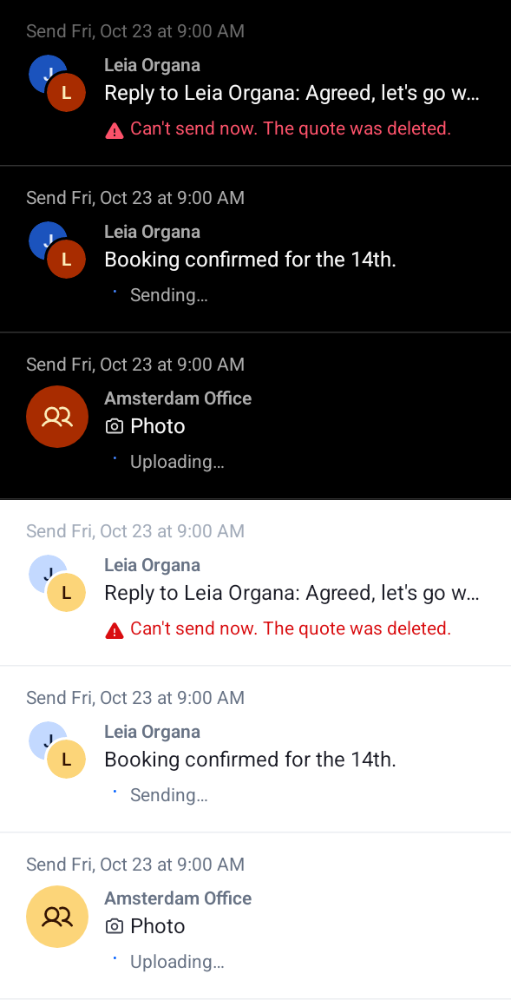 Send Fri, Oct 23 at 9:00 AM
Leia Organa
J
L
Reply to Leia Organa: Agreed, let's go w…
Can't send now. The quote was deleted.
Send Fri, Oct 23 at 9:00 AM
Leia Organa
J
L
Booking confirmed for the 14th.
Sending…
Send Fri, Oct 23 at 9:00 AM
Amsterdam Office
Photo
Uploading…
Send Fri, Oct 23 at 9:00 AM
Leia Organa
J
L
Reply to Leia Organa: Agreed, let's go w…
Can't send now. The quote was deleted.
Send Fri, Oct 23 at 9:00 AM
Leia Organa
J
L
Booking confirmed for the 14th.
Sending…
Send Fri, Oct 23 at 9:00 AM
Amsterdam Office
Photo
Uploading…